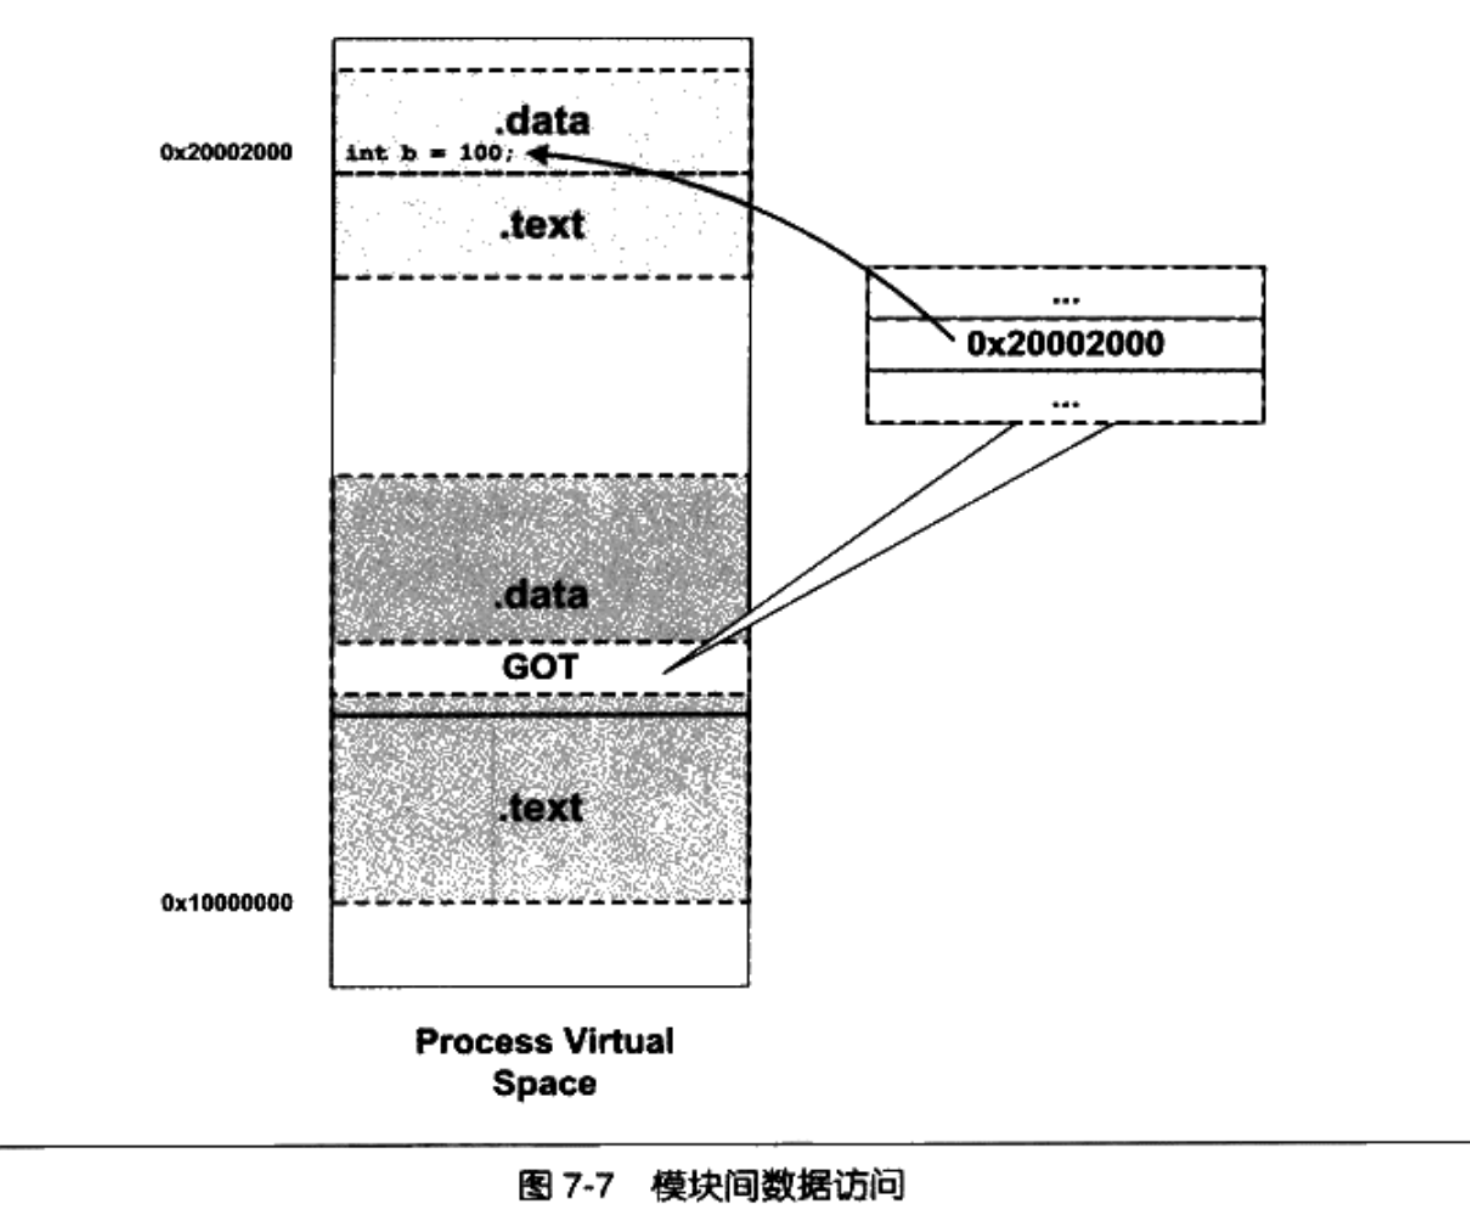 .data
0x20002000
int b = 100;
.text
...
0x20002000
...
.data
GOT
.text
0x10000000
Process Virtual
Space
图 7-7 模块间数据访问